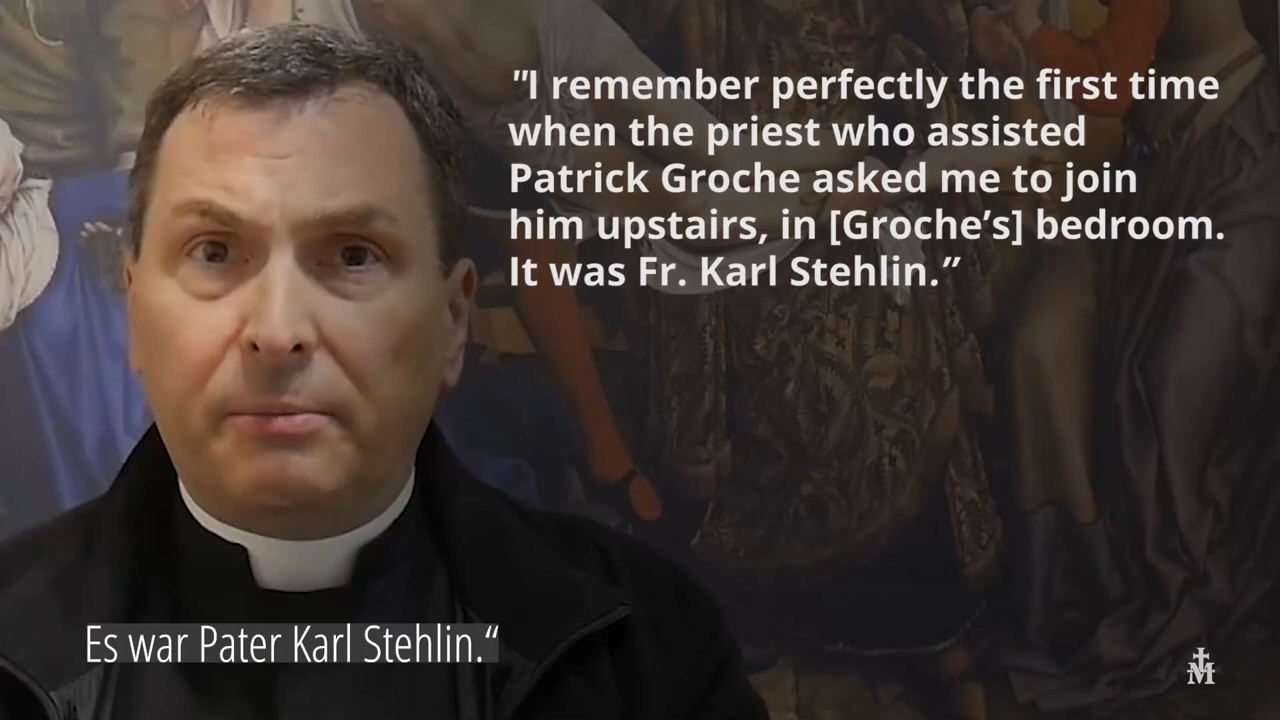 "I remember perfectly the first time
when the priest who assisted
Patrick Groche asked me to join
him upstairs, in [Groche’s] bedroom.
It was Fr. Karl Stehlin.”
Es war Pater Karl Stehlin.“